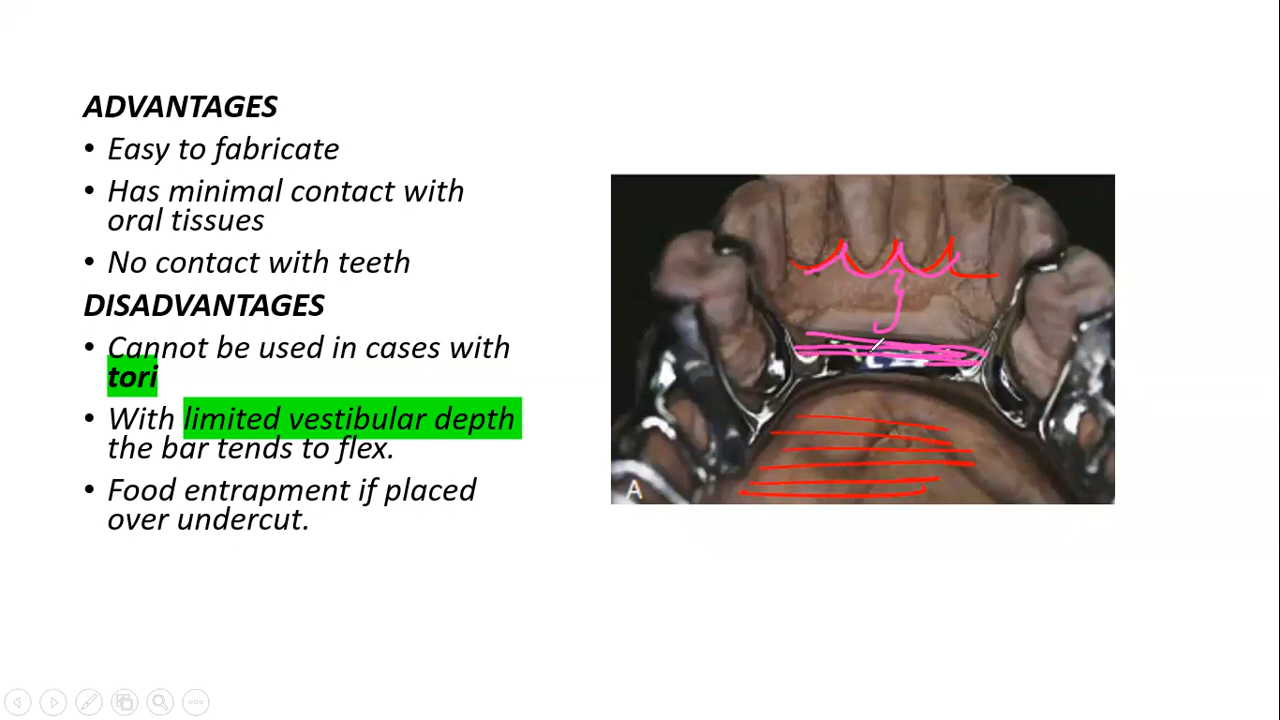 ADVANTAGES
• Easy to fabricate
• Has minimal contact with
oral tissues
• No contact with teeth
DISADVANTAGES
• Cannot be used in cases with
tori
• With limited vestibular depth
the bar tends to flex.
• Food entrapment if placed
over undercut.
A